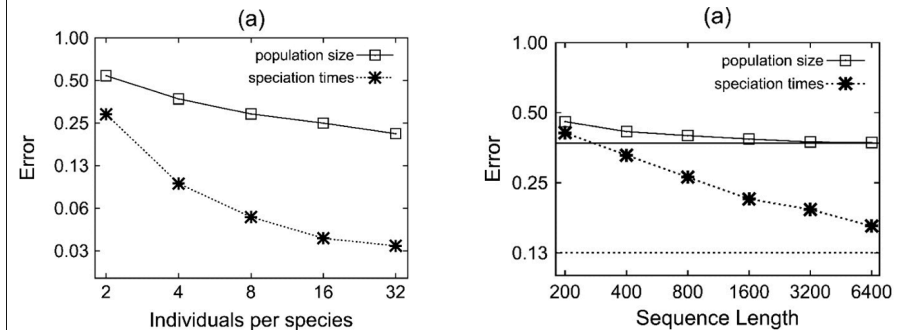 (a)
1.00
0.50
0.25
0.13
0.06
0.03
Error
population size
speciation times
2 4 8 16 32
Individuals per species
(a)
1.00
0.50
0.25
0.13
Error
population size
speciation times
200 400 800 1600 3200 6400
Sequence Length